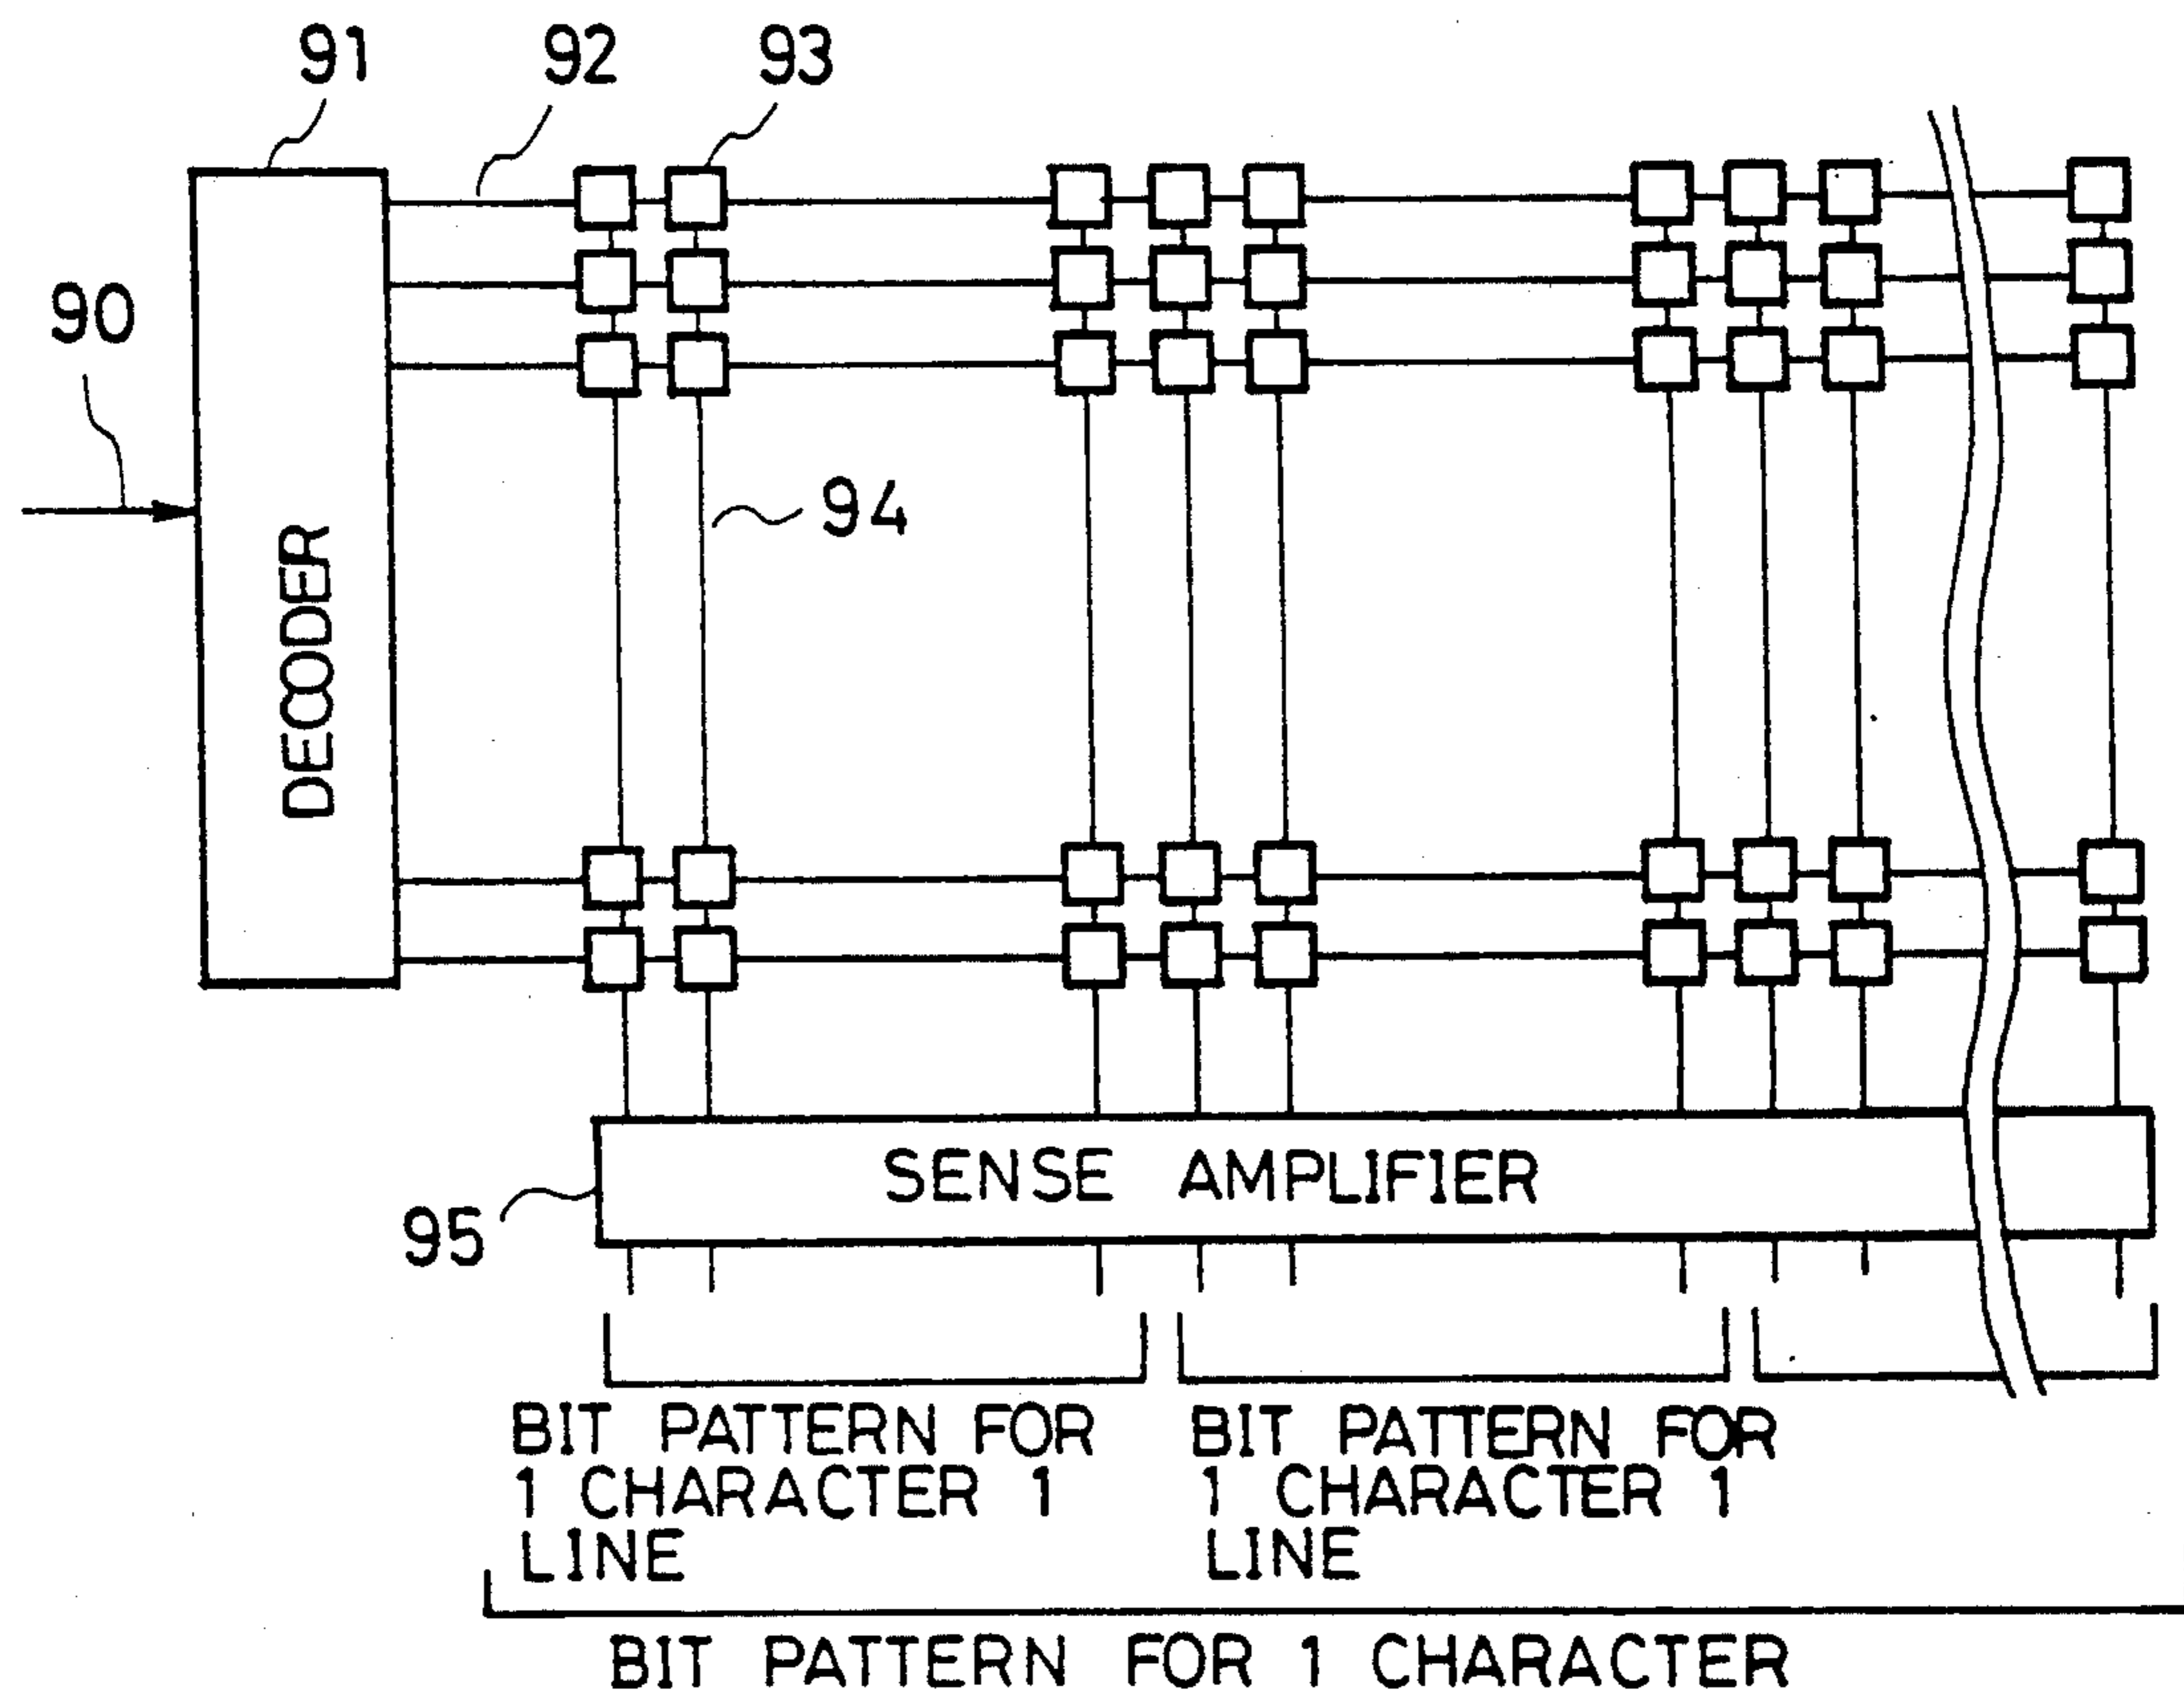 91
92
93
90
94
DECODER
SENSE AMPLIFIER
95
BIT PATTERN FOR
1 CHARACTER 1
LINE
BIT PATTERN FOR
1 CHARACTER 1
LINE
BIT PATTERN FOR 1 CHARACTER